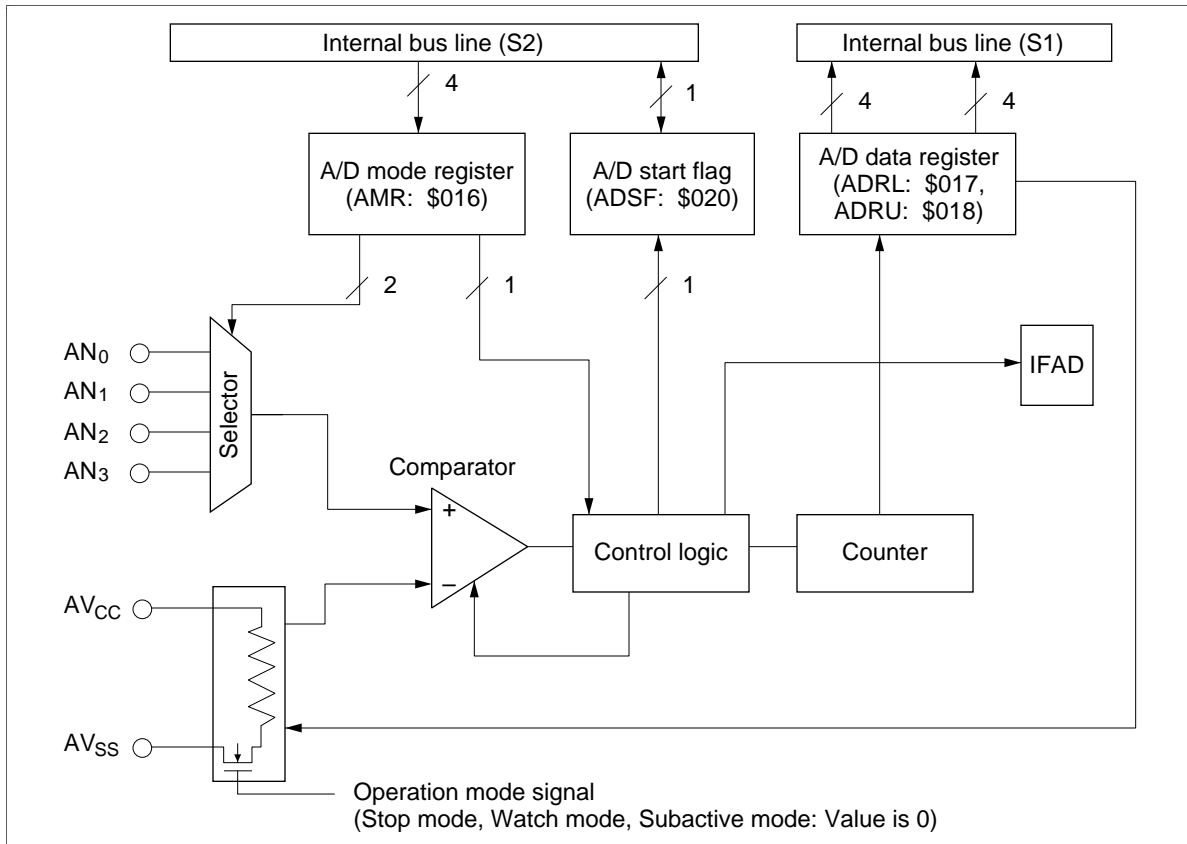 Internal bus line (S2)
Internal bus line (S1)
4
1
4
4
A/D mode register
(AMR: $016)
A/D start flag
(ADSF: $020)
A/D data register
(ADRL: $017,
ADRU: $018)
2
1
1
AN0
AN1
AN2
AN3
Selector
IFAD
Comparator
+
–
Control logic
Counter
AVCC
AVSS
Operation mode signal
(Stop mode, Watch mode, Subactive mode: Value is 0)